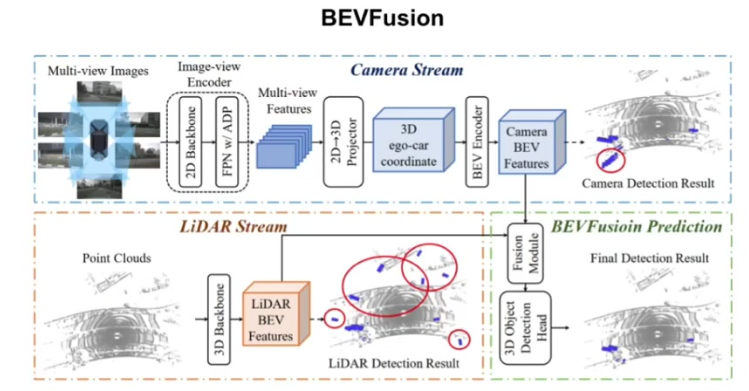 BEVFusion
Camera Stream
Multi-view Images
Image-view
Encoder
2D Backbone
FPN w/ ADP
Multi-view
Features
2D→3D
Projector
3D
ego-car
coordinate
BEV Encoder
Camera
BEV
Features
Camera Detection Result
LiDAR Stream
Point Clouds
3D Backbone
LiDAR
BEV
Features
LiDAR Detection Result
BEVFusioin Prediction
Fusion
Module
3D Object
Detection
Head
Final Detection Result